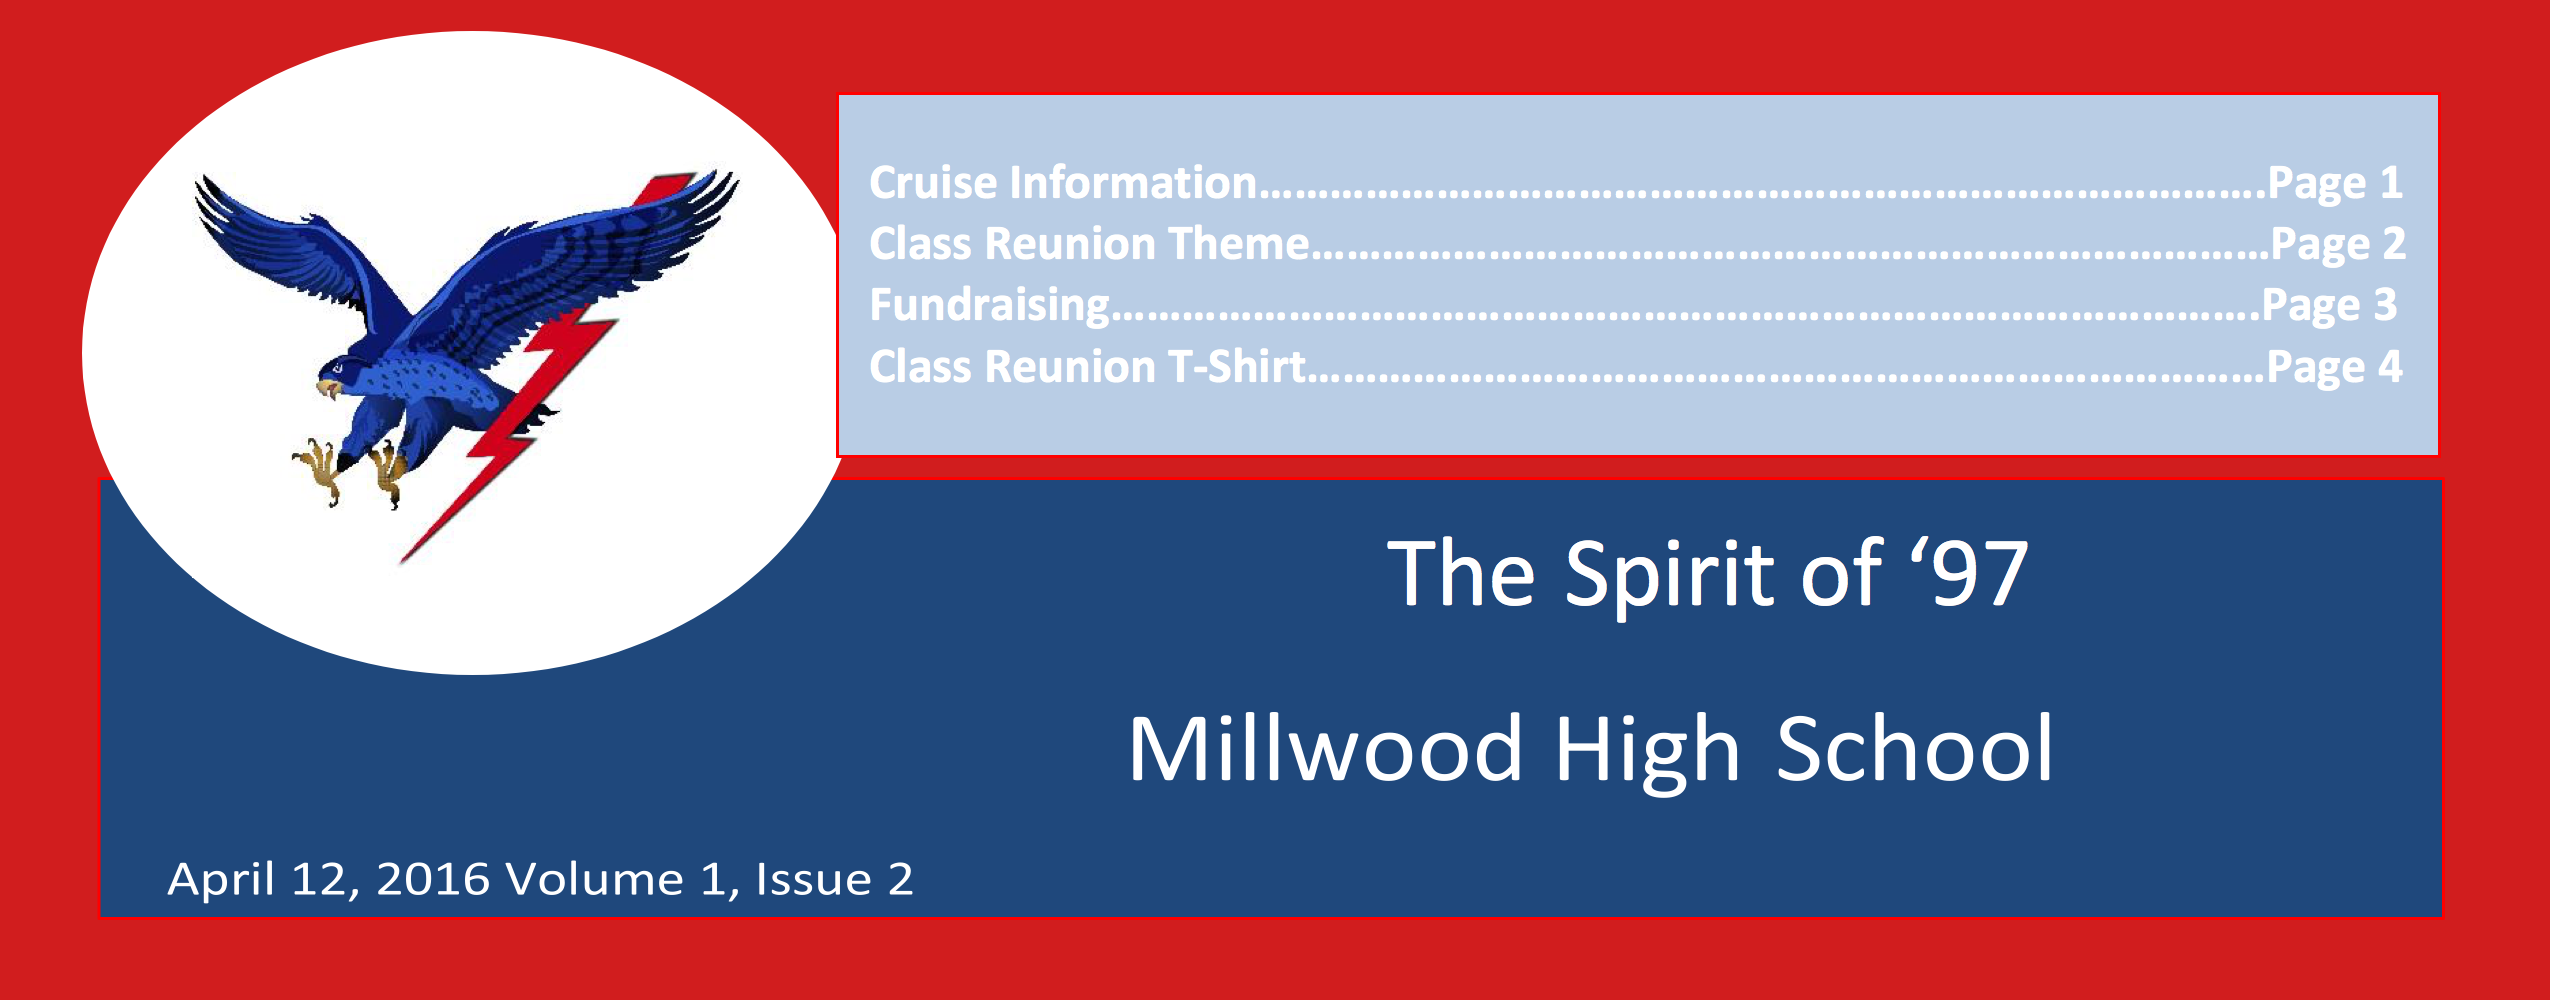 Cruise Information……………………………………………………………………………….Page 1
Class Reunion Theme……………………………………………………………………………Page 2
Fundraising…………………………………………………………………………………………….Page 3
Class Reunion T-Shirt……………………………………………………………………………Page 4
The Spirit of ‘97
Millwood High School
April 12, 2016 Volume 1, Issue 2